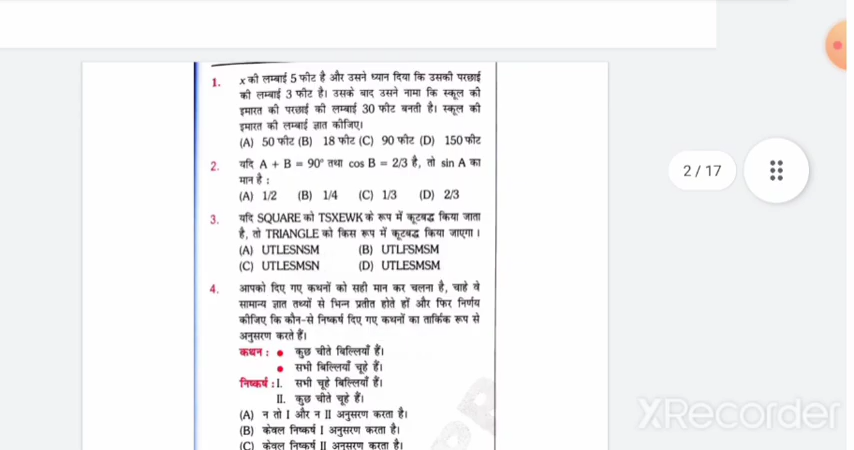 1. x की लम्बाई 5 फीट है और उसने ध्यान दिया कि उसकी परछाई
की लम्बाई 3 फीट है। उसके बाद उसने नापा कि स्कूल की
इमारत की परछाई की लम्बाई 30 फीट बनती है। स्कूल की
इमारत की लम्बाई ज्ञात कीजिए।
(A) 50 फीट (B) 18 फीट (C) 90 फीट (D) 150 फीट
2. यदि A + B = 90° तथा cos B = 2/3 है, तो sin A का
मान है :
(A) 1/2 (B) 1/4 (C) 1/3 (D) 2/3
3. यदि SQUARE को TSXEWK के रूप में कूटबद्ध किया जाता
है, तो TRIANGLE को किस रूप में कूटबद्ध किया जाएगा।
(A) UTLESNSM (B) UTLFSMSM
(C) UTLESMSN (D) UTLESMSM
4. आपको दिए गए कथनों को सही मान कर चलना है, चाहे वे
सामान्य ज्ञात तथ्यों से भिन्न प्रतीत होते हों और फिर निर्णय
कीजिए कि कौन-से निष्कर्ष दिए गए कथनों का तार्किक रूप से
अनुसरण करते हैं।
कथन : ● कुछ चीते बिल्लियाँ हैं।
● सभी बिल्लियाँ चूहे हैं।
निष्कर्ष : I. सभी चूहे बिल्लियाँ हैं।
II. कुछ चीते चूहे हैं।
(A) न तो I और न II अनुसरण करता है।
(B) केवल निष्कर्ष I अनुसरण करता है।
(C) केवल निष्कर्ष II अनुसरण करता है।
2 / 17
XRecorder